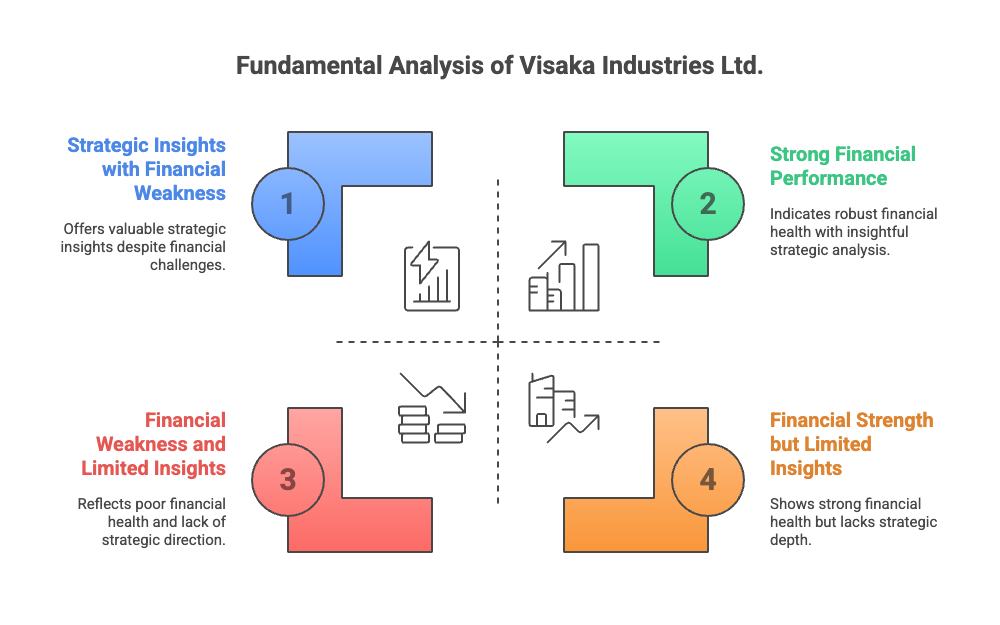 Fundamental Analysis of Visaka Industries Ltd.
Strategic Insights
with Financial
Weakness
Offers valuable strategic
insights despite financial
challenges.
1
2
Strong Financial
Performance
Indicates robust financial
health with insightful
strategic analysis.
Financial
Weakness and
Limited Insights
Reflects poor financial
health and lack of
strategic direction.
3
4
Financial Strength
but Limited
Insights
Shows strong financial
health but lacks strategic
depth.